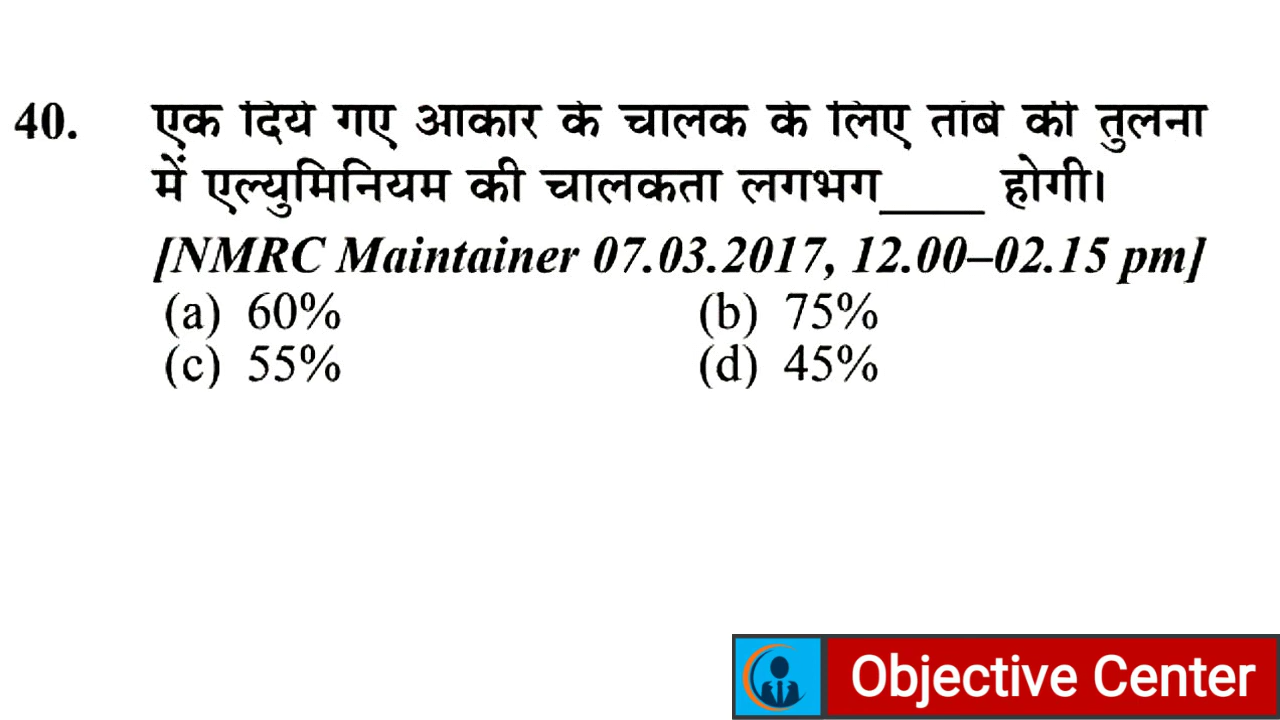 40. एक दिये गए आकार के चालक के लिए तांबे की तुलना
में एल्युमिनियम की चालकता लगभग____ होगी।
[NMRC Maintainer 07.03.2017, 12.00–02.15 pm]
(a) 60% (b) 75%
(c) 55% (d) 45%
Objective Center